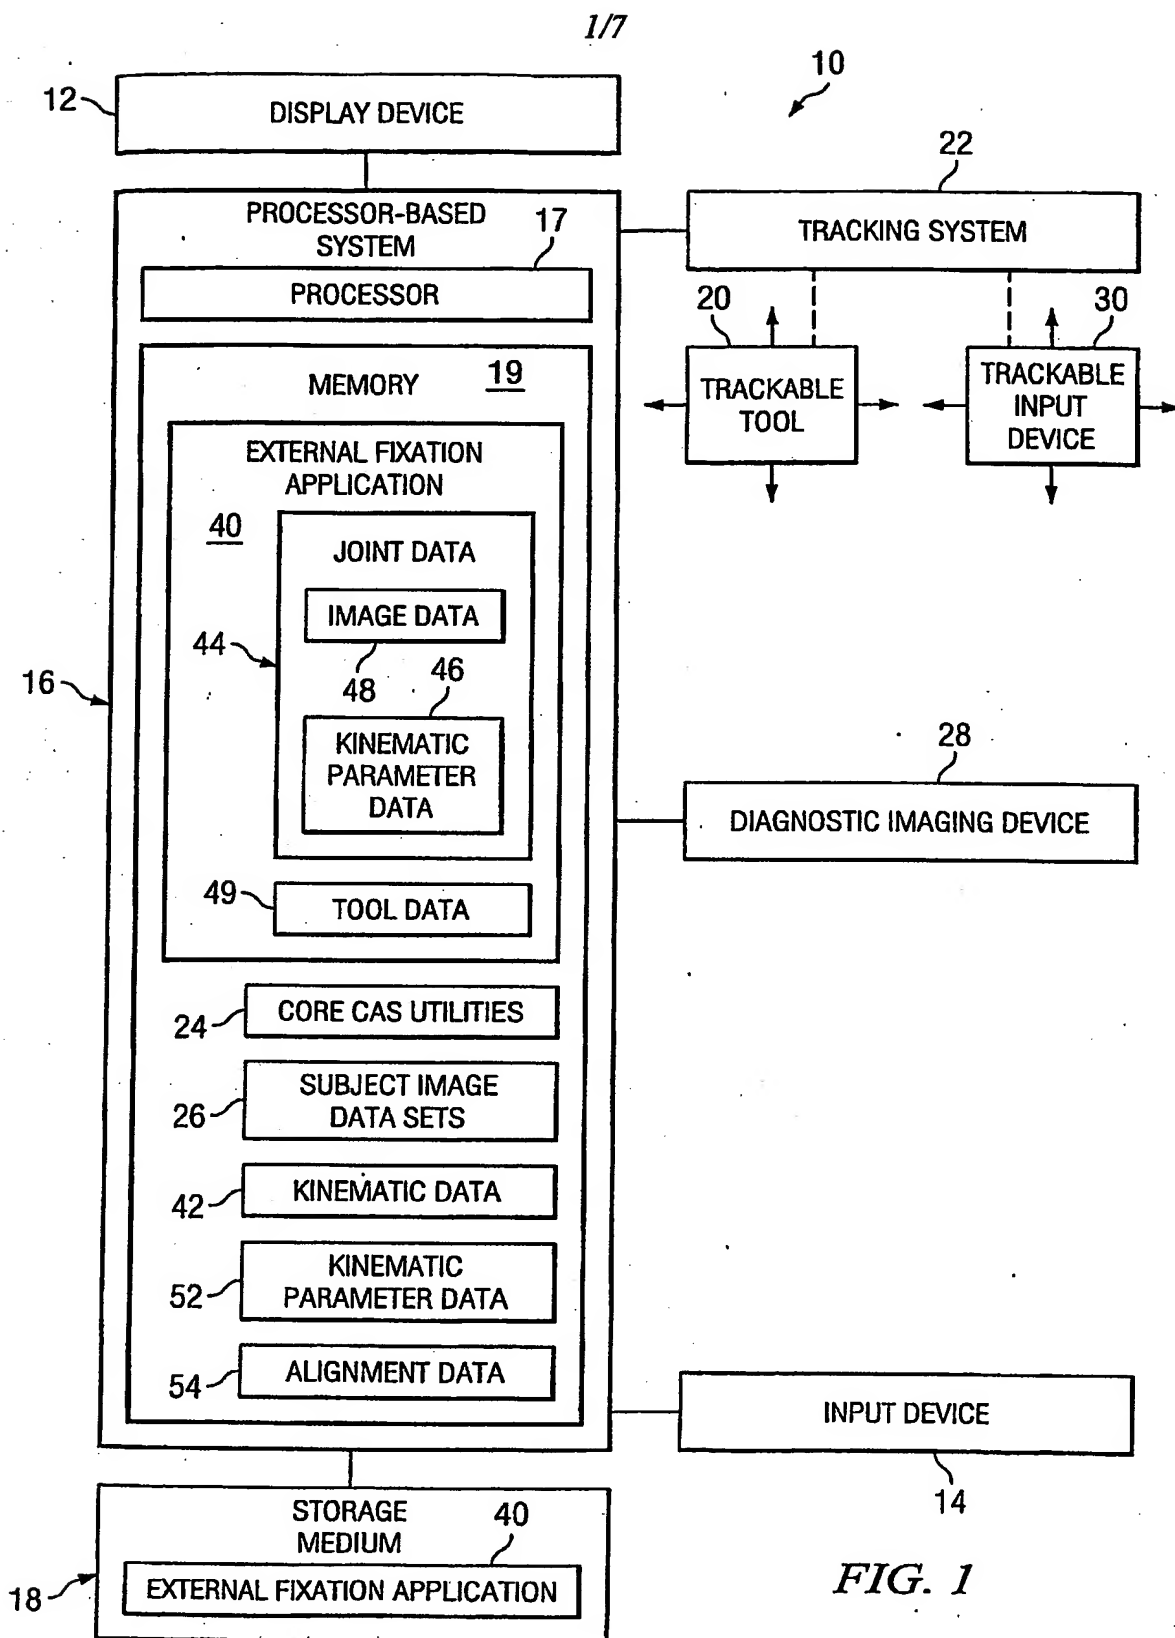 1/7
10
12
DISPLAY DEVICE
22
PROCESSOR-BASED
SYSTEM
17
TRACKING SYSTEM
PROCESSOR
20
30
MEMORY
19
TRACKABLE
TOOL
TRACKABLE
INPUT
DEVICE
EXTERNAL FIXATION
APPLICATION
40
JOINT DATA
IMAGE DATA
44
48
46
16
KINEMATIC
PARAMETER
DATA
28
DIAGNOSTIC IMAGING DEVICE
49
TOOL DATA
24
CORE CAS UTILITIES
26
SUBJECT IMAGE
DATA SETS
42
KINEMATIC DATA
52
KINEMATIC
PARAMETER DATA
54
ALIGNMENT DATA
INPUT DEVICE
14
STORAGE
MEDIUM
40
18
EXTERNAL FIXATION APPLICATION
FIG. 1